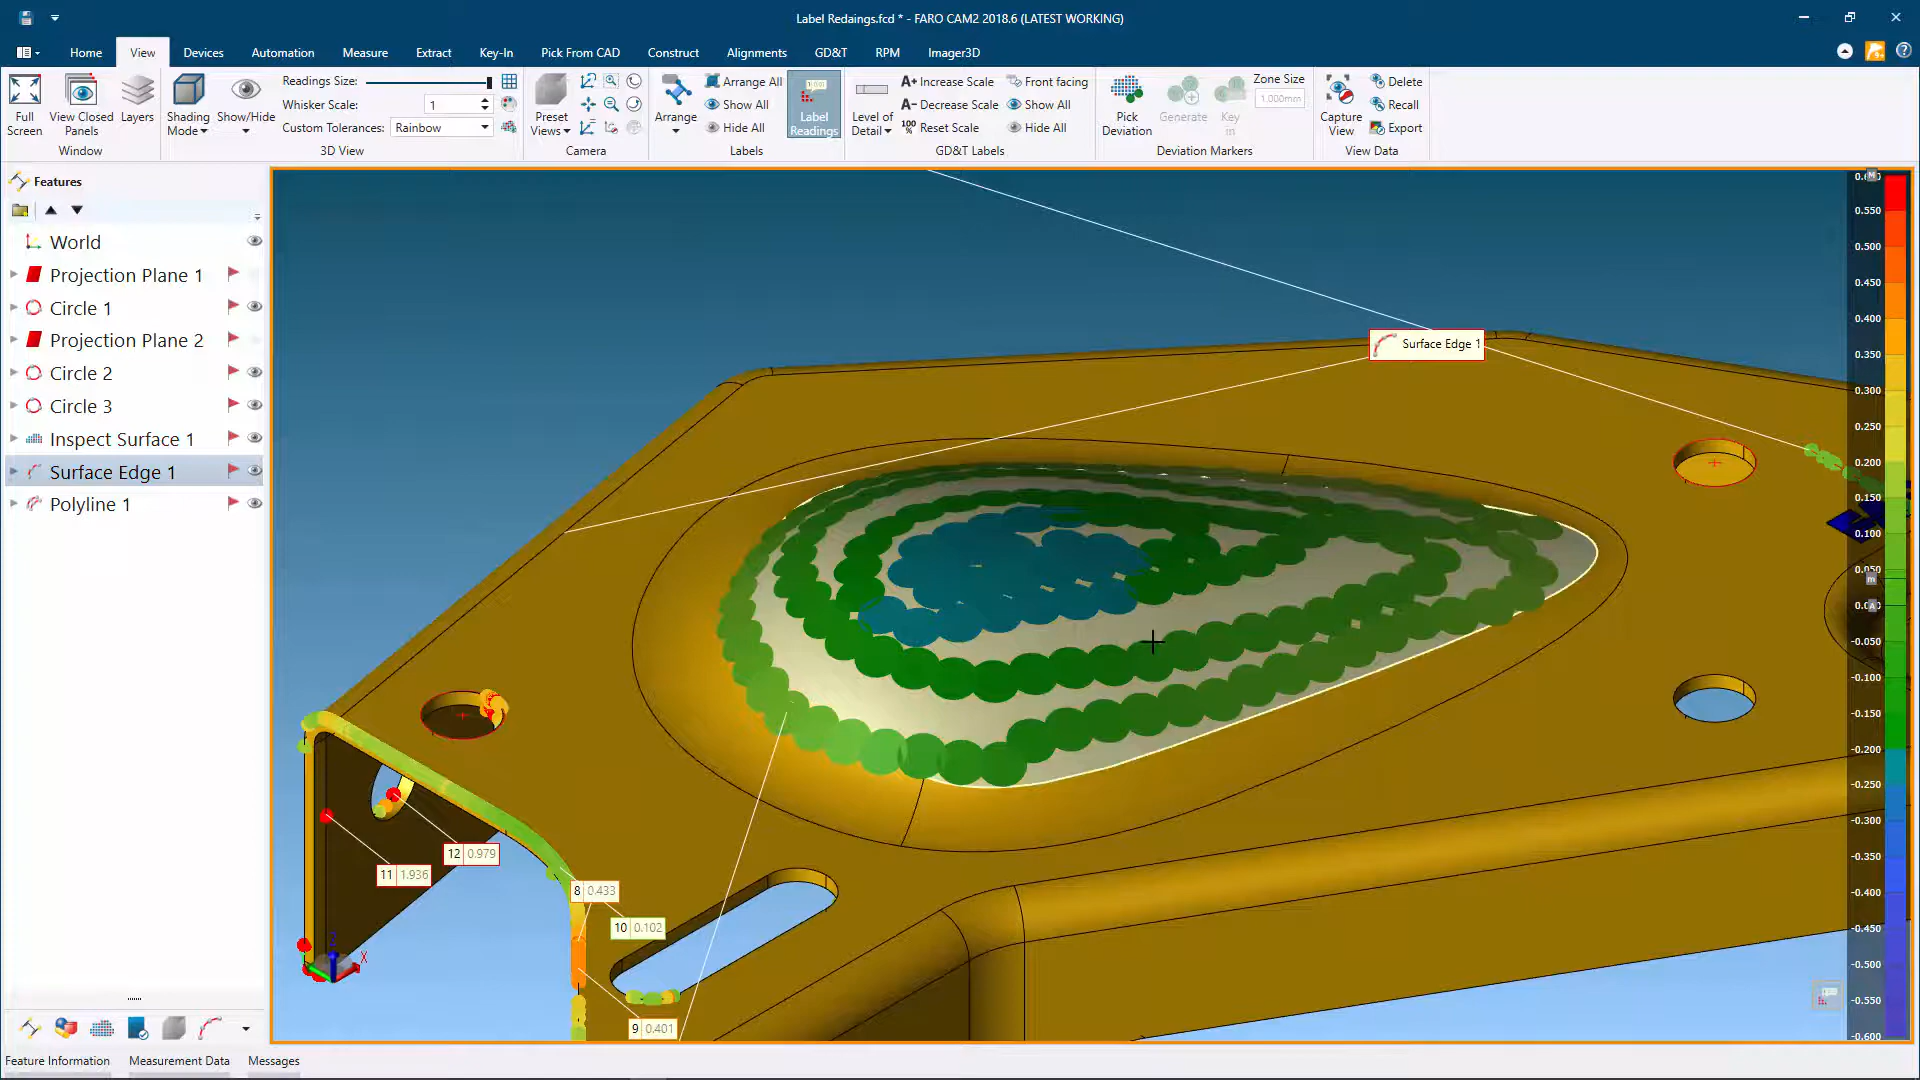 Label Redaings.fcd * - FARO CAM2 2018.6 (LATEST WORKING)
Home View Devices Automation Measure Extract Key-In Pick From CAD Construct Alignments GD&T RPM Imager3D
Full Screen
View Closed Panels
Layers
Window
Shading Mode
Show/Hide
Readings Size:
Whisker Scale: 1
Custom Tolerances: Rainbow
3D View
Preset Views
Camera
Arrange
Arrange All
Show All
Hide All
Label Readings
Labels
Level of Detail
A+ Increase Scale
A- Decrease Scale
100% Reset Scale
Front facing
Show All
Hide All
GD&T Labels
Pick Deviation
Generate
Key
Zone Size
1.000mm
Deviation Markers
Capture View
Delete
Recall
Export
View Data
Features
World
Projection Plane 1
Circle 1
Projection Plane 2
Circle 2
Circle 3
Inspect Surface 1
Surface Edge 1
Polyline 1
Surface Edge 1
12 0.979
11 1.936
8 0.433
10 0.102
9 0.401
X
Z
M
0.550
0.500
0.450
0.400
0.350
0.300
0.250
0.200
0.150
0.100
0.050
m
A
-0.050
-0.100
-0.150
-0.200
-0.250
-0.300
-0.350
-0.400
-0.450
-0.500
-0.550
-0.600
Feature Information Measurement Data Messages